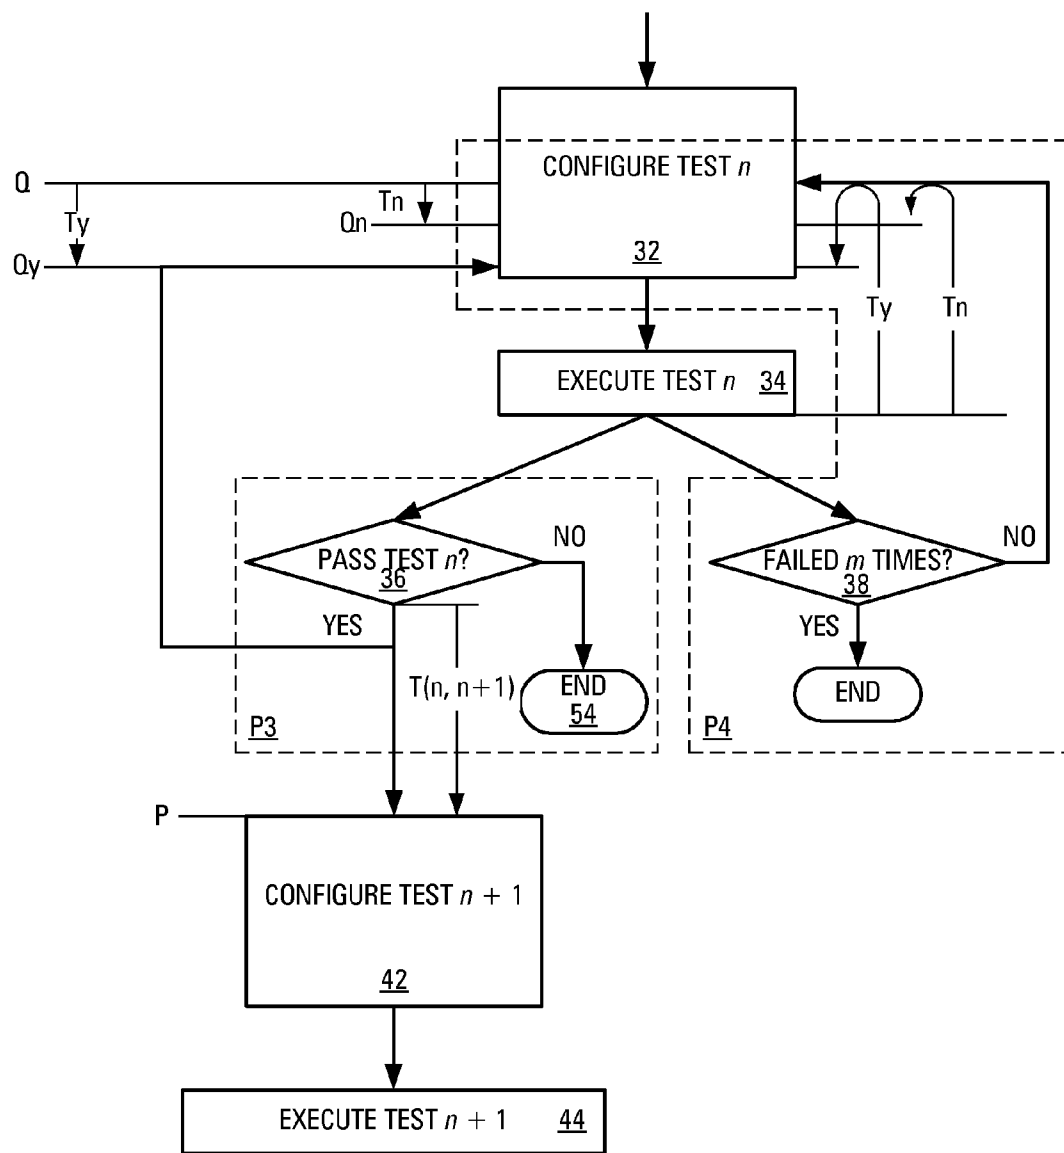 CONFIGURE TEST n
32
Q
Ty
Tn
Qn
Qy
Ty
Tn
EXECUTE TEST n 34
PASS TEST n?
36
NO
YES
FAILED m TIMES?
38
NO
YES
T(n, n+1)
END
54
END
P3
P4
P
CONFIGURE TEST n + 1
42
EXECUTE TEST n + 1 44